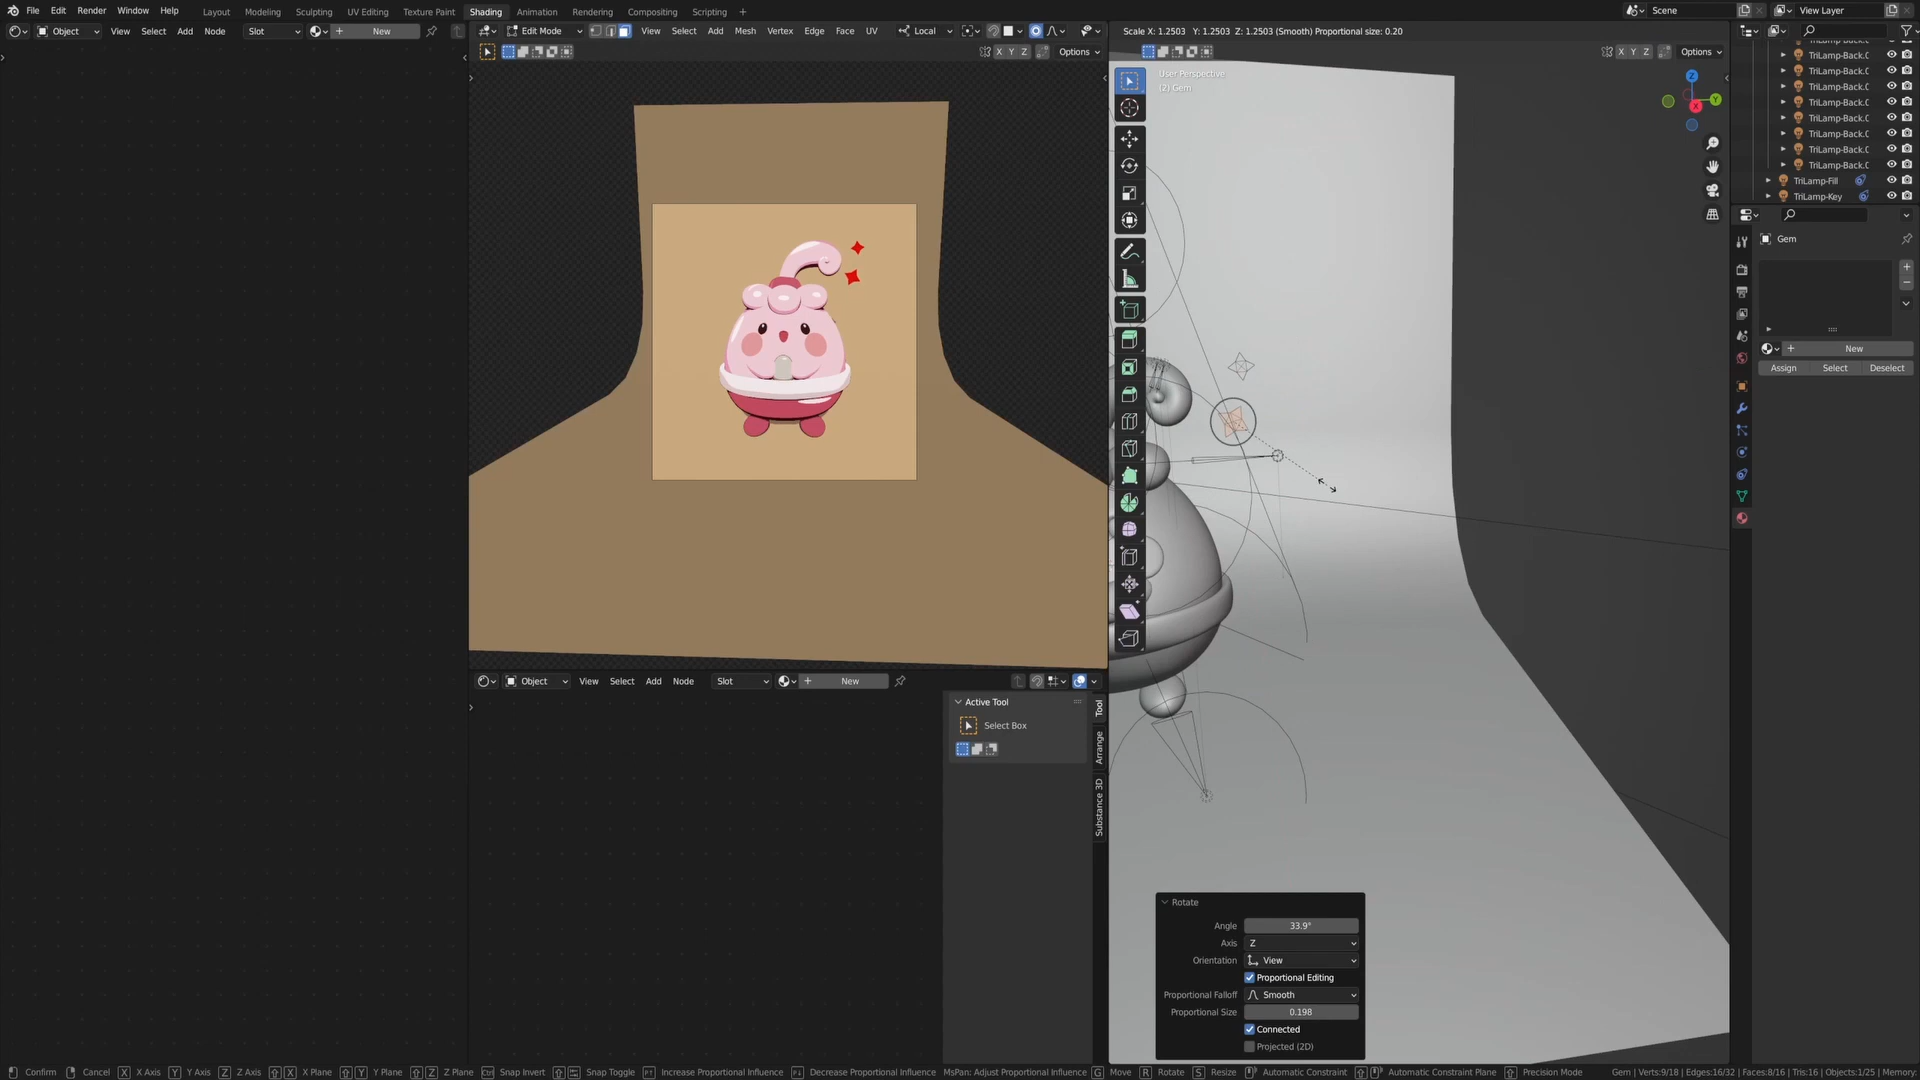 File Edit Render Window Help Layout Modeling Sculpting UV Editing Texture Paint Shading Animation Rendering Compositing Scripting + Scene View Layer
Object View Select Add Node Slot New
Edit Mode View Select Add Mesh Vertex Edge Face UV Local
Scale X: 1.2503 Y: 1.2503 Z: 1.2503 (Smooth) Proportional size: 0.20
X Y Z Options
X Y Z Options
User Perspective
(2) Gem
Z
Y
X
TriLamp-Back.0
TriLamp-Back.0
TriLamp-Back.0
TriLamp-Back.0
TriLamp-Back.0
TriLamp-Back.0
TriLamp-Back.0
TriLamp-Back.0
TriLamp-Fill
TriLamp-Key
Gem
New
Assign Select Deselect
Object View Select Add Node Slot New
Active Tool
Select Box
Tool
Arrange
Substance 3D
Rotate
Angle 33.9°
Axis Z
Orientation View
Proportional Editing
Proportional Falloff Smooth
Proportional Size 0.198
Connected
Projected (2D)
Confirm Cancel X X Axis Y Y Axis Z Z Axis X X Plane Y Y Plane Z Z Plane Snap Invert Snap Toggle Increase Proportional Influence Decrease Proportional Influence MsPan: Adjust Proportional Influence G Move R Rotate S Resize Automatic Constraint Automatic Constraint Plane Precision Mode Gem | Verts:9/18 | Edges:16/32 | Faces:8/16 | Tris:16 | Objects:1/25 | Memory: